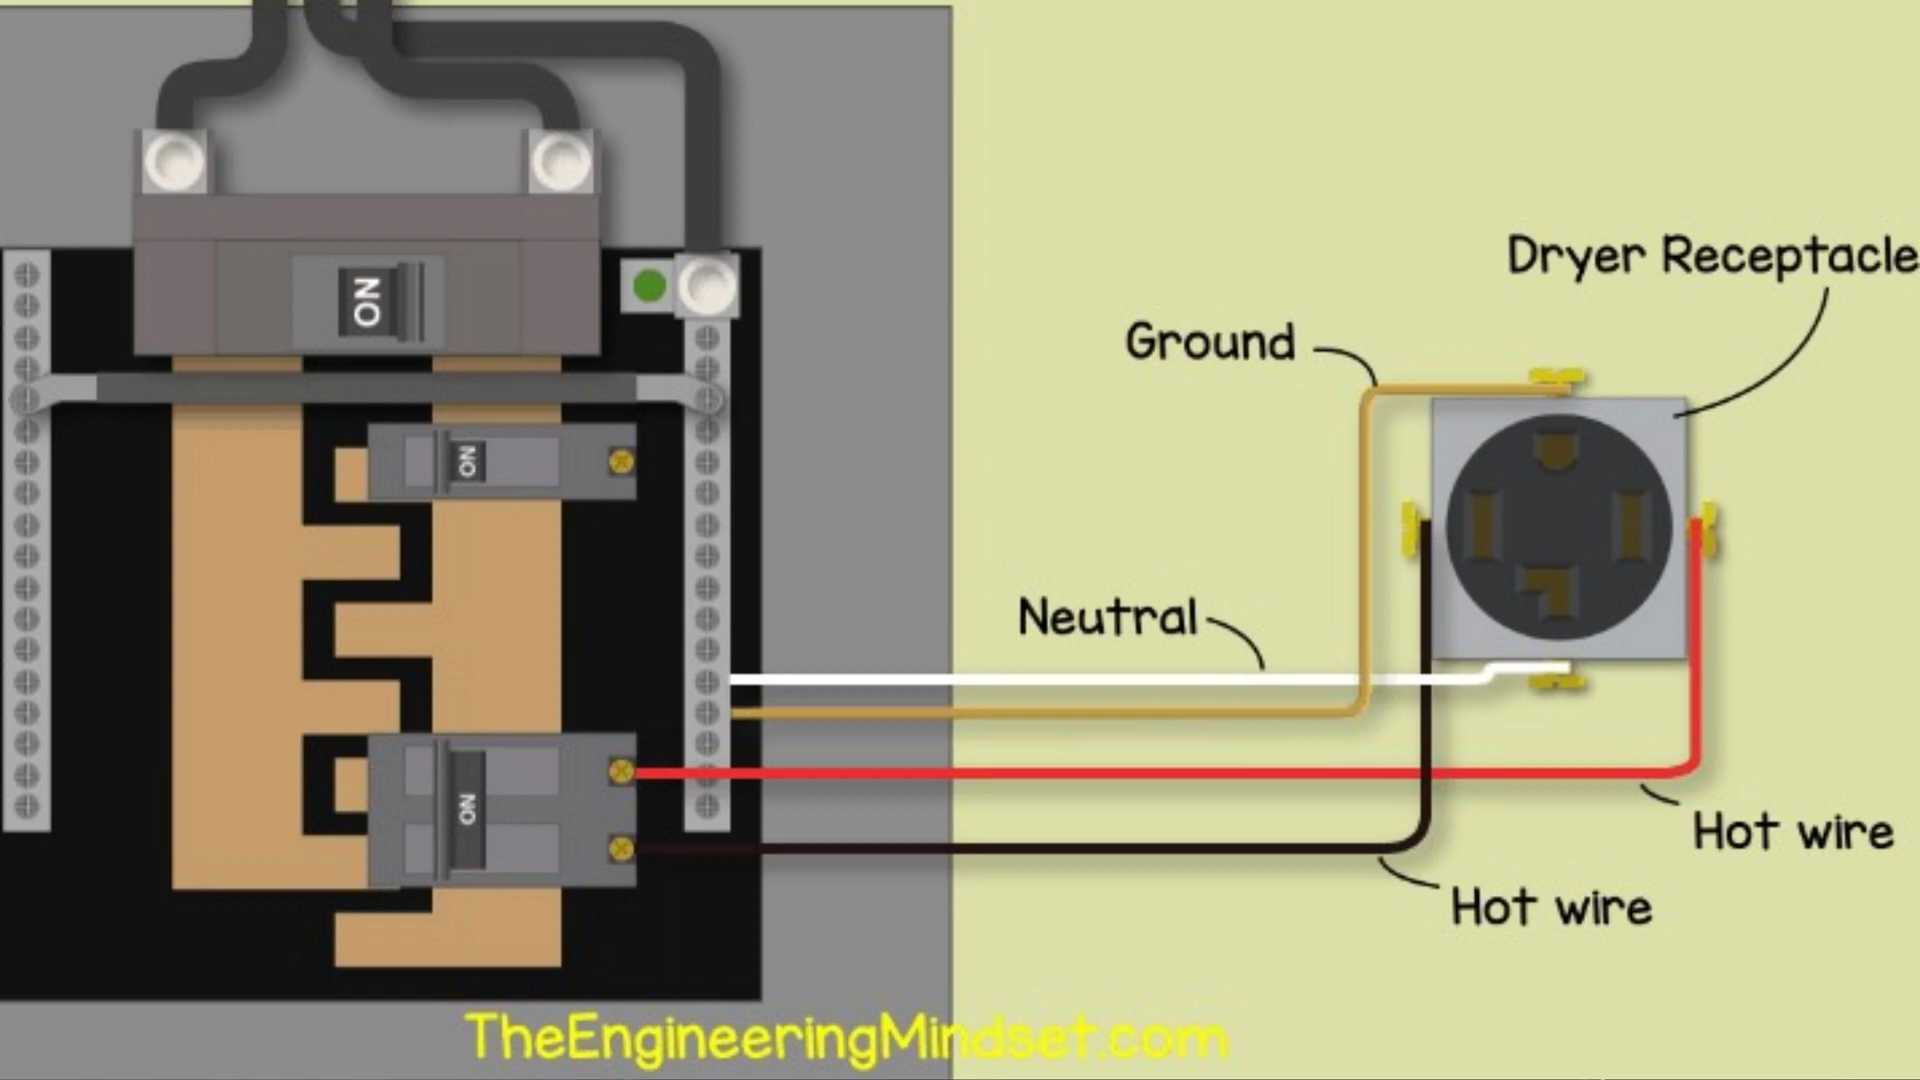 Dryer Receptacle
ON
Ground
ON
Neutral
ON
Hot wire
Hot wire
TheEngineeringMindset.com